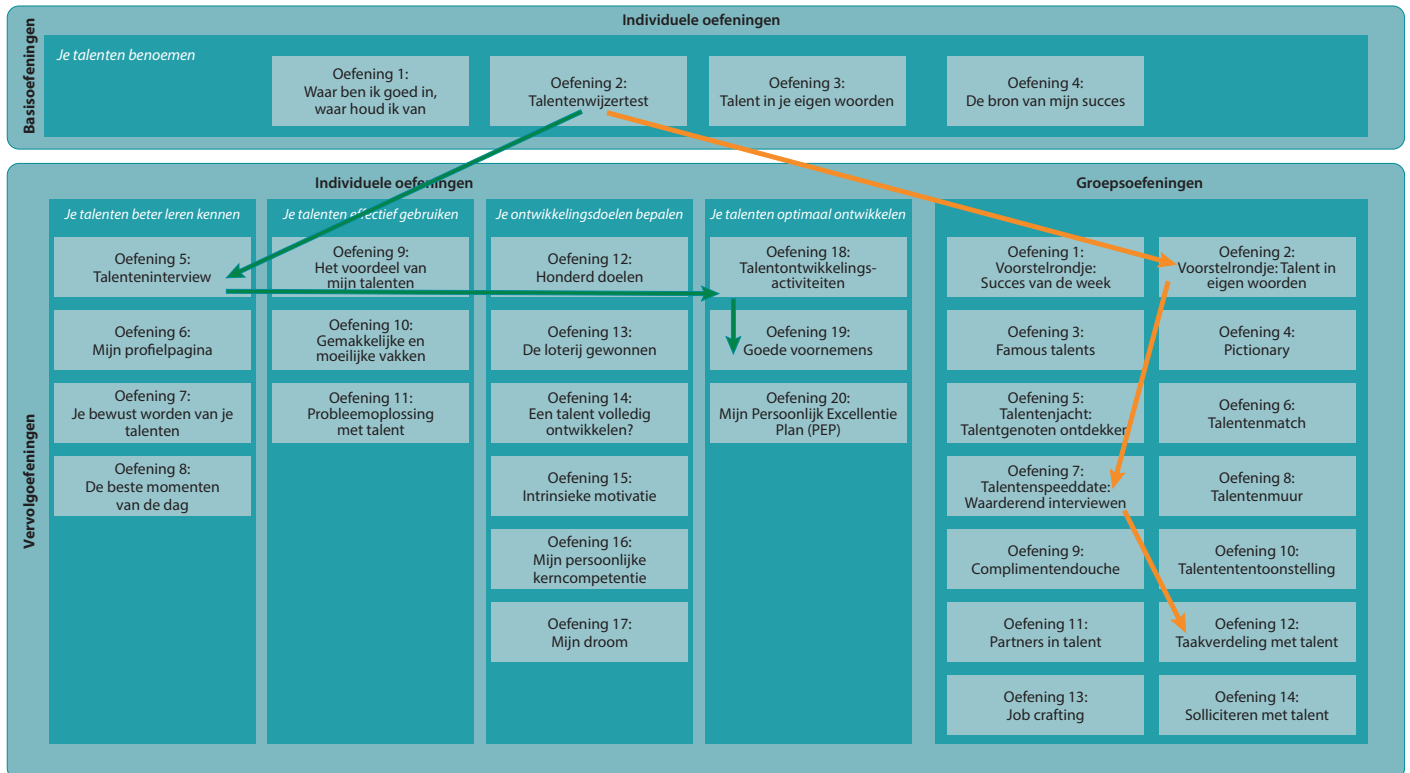 Individuele oefeningen
Basisoefeningen
Je talenten benoemen
Oefening 1:
Waar ben ik goed in,
waar houd ik van
Oefening 2:
Talentenwijzertest
Oefening 3:
Talent in je eigen woorden
Oefening 4:
De bron van mijn succes
Vervolgoefeningen
Individuele oefeningen
Je talenten beter leren kennen
Oefening 5:
Talenteninterview
Oefening 6:
Mijn profielpagina
Oefening 7:
Je bewust worden van je
talenten
Oefening 8:
De beste momenten
van de dag
Je talenten effectief gebruiken
Oefening 9:
Het voordeel van
mijn talenten
Oefening 10:
Gemakkelijke en
moeilijke vakken
Oefening 11:
Probleemoplossing
met talent
Je ontwikkelingsdoelen bepalen
Oefening 12:
Honderd doelen
Oefening 13:
De loterij gewonnen
Oefening 14:
Een talent volledig
ontwikkelen?
Oefening 15:
Intrinsieke motivatie
Oefening 16:
Mijn persoonlijke
kerncompetentie
Oefening 17:
Mijn droom
Je talenten optimaal ontwikkelen
Oefening 18:
Talentontwikkelings-
activiteiten
Oefening 19:
Goede voornemens
Oefening 20:
Mijn Persoonlijk Excellentie
Plan (PEP)
Groepsoefeningen
Oefening 1:
Voorstelrondje:
Succes van de week
Oefening 2:
Voorstelrondje: Talent in
eigen woorden
Oefening 3:
Famous talents
Oefening 4:
Pictionary
Oefening 5:
Talentenjacht:
Talentgenoten ontdekken
Oefening 6:
Talentenmatch
Oefening 7:
Talentenspeeddate:
Waarderend interviewen
Oefening 8:
Talentenmuur
Oefening 9:
Complimentendouche
Oefening 10:
Talentententoonstelling
Oefening 11:
Partners in talent
Oefening 12:
Taakverdeling met talent
Oefening 13:
Job crafting
Oefening 14:
Solliciteren met talent